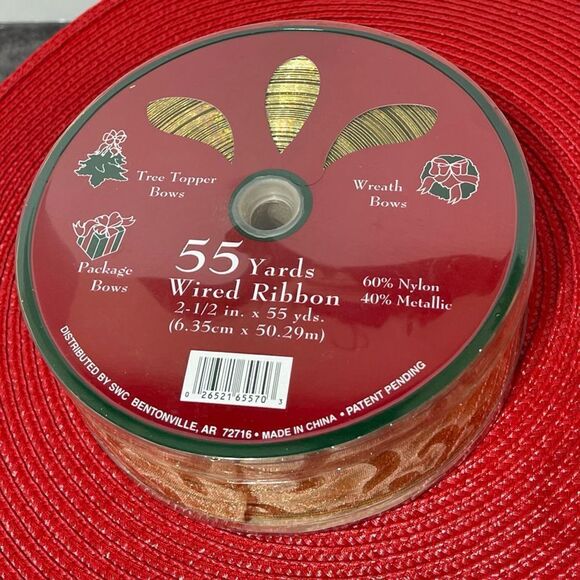 Tree Topper
Bows
Wreath
Bows
Package
Bows
55 Yards
Wired Ribbon
2-1/2 in. x 55 yds.
(6.35cm x 50.29m)
60% Nylon
40% Metallic
0 26521 65570 3
DISTRIBUTED BY SWC BENTONVILLE, AR 72716 • MADE IN CHINA • PATENT PENDING